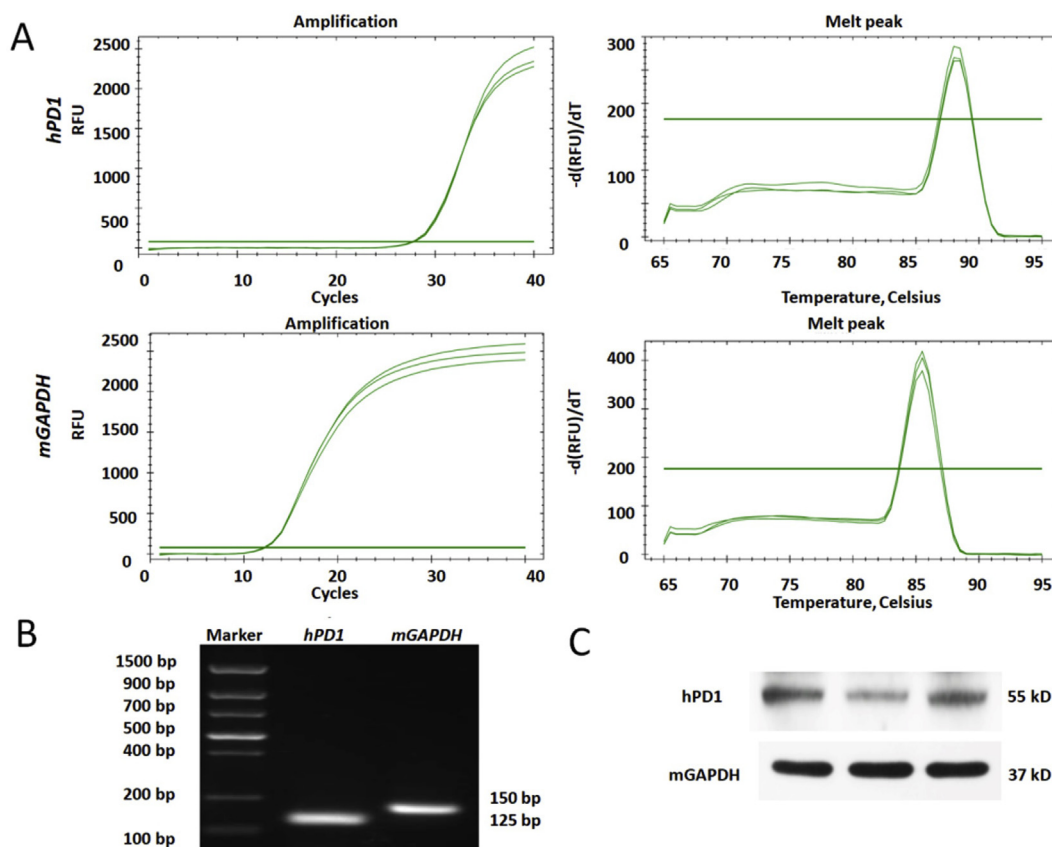 A
Amplification
hPD1
RFU
2500
2000
1500
1000
500
0
0 10 20 30 40
Cycles
Melt peak
-d(RFU)/dT
300
200
100
0
65 70 75 80 85 90 95
Temperature, Celsius
Amplification
mGAPDH
RFU
2500
2000
1500
1000
500
0
0 10 20 30 40
Cycles
Melt peak
-d(RFU)/dT
400
300
200
100
0
65 70 75 80 85 90 95
Temperature, Celsius
B
Marker hPD1 mGAPDH
1500 bp
900 bp
700 bp
500 bp
400 bp
200 bp
100 bp
150 bp
125 bp
C
hPD1 55 kD
mGAPDH 37 kD